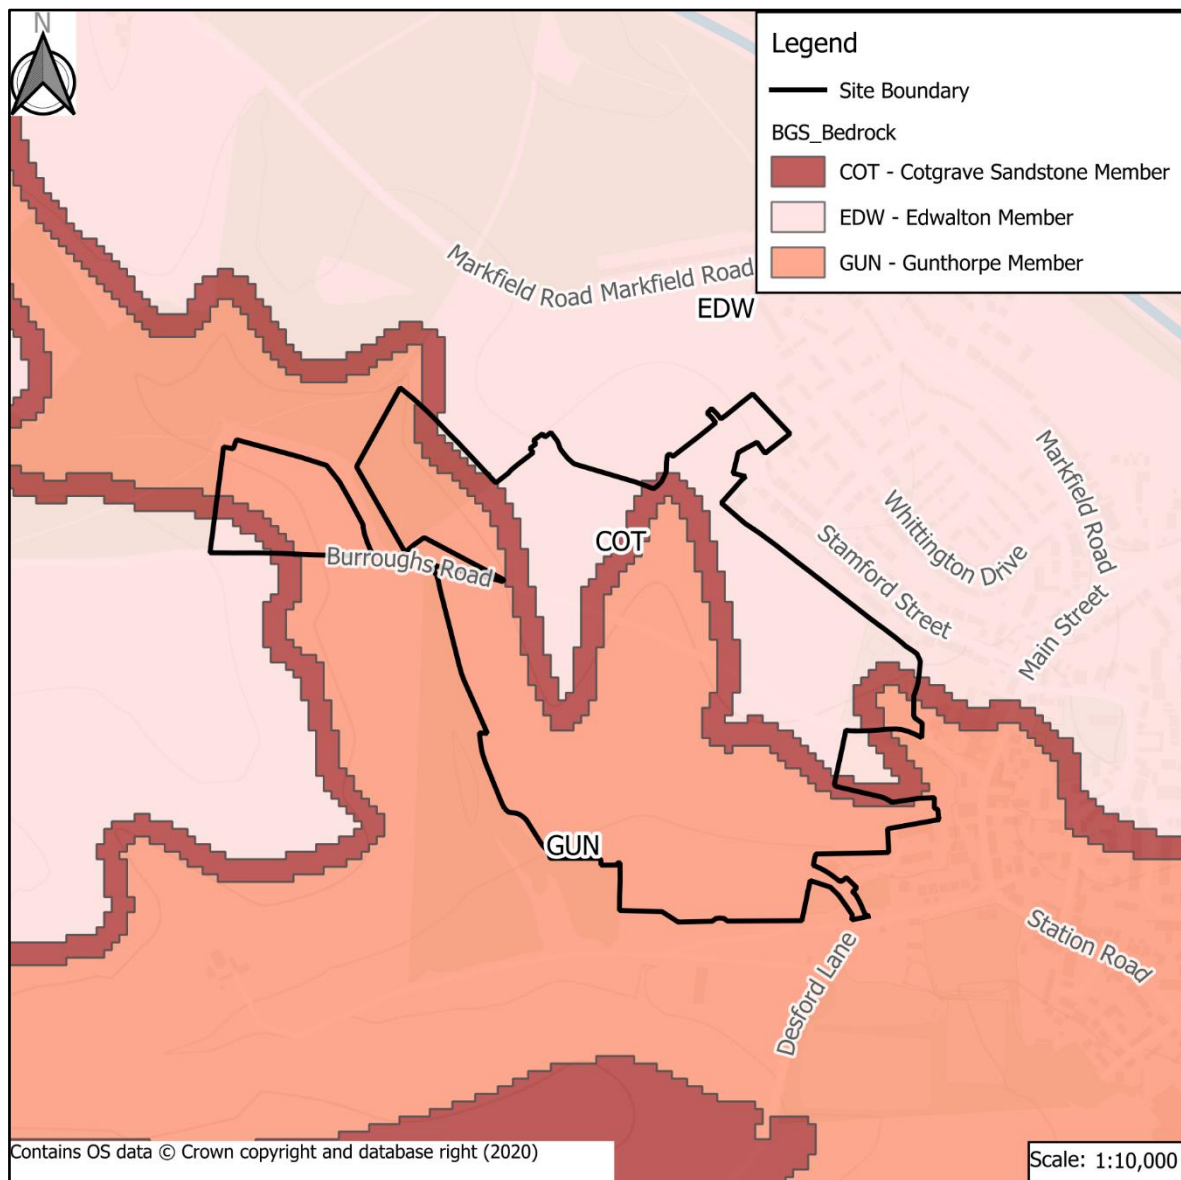 N
Legend
Site Boundary
BGS_Bedrock
COT - Cotgrave Sandstone Member
EDW - Edwalton Member
GUN - Gunthorpe Member
Markfield Road Markfield Road
EDW
Markfield Road
Whittington Drive
COT
Stamford Street
Burroughs Road
Main Street
GUN
Station Road
Desford Lane
Contains OS data © Crown copyright and database right (2020)
Scale: 1:10,000